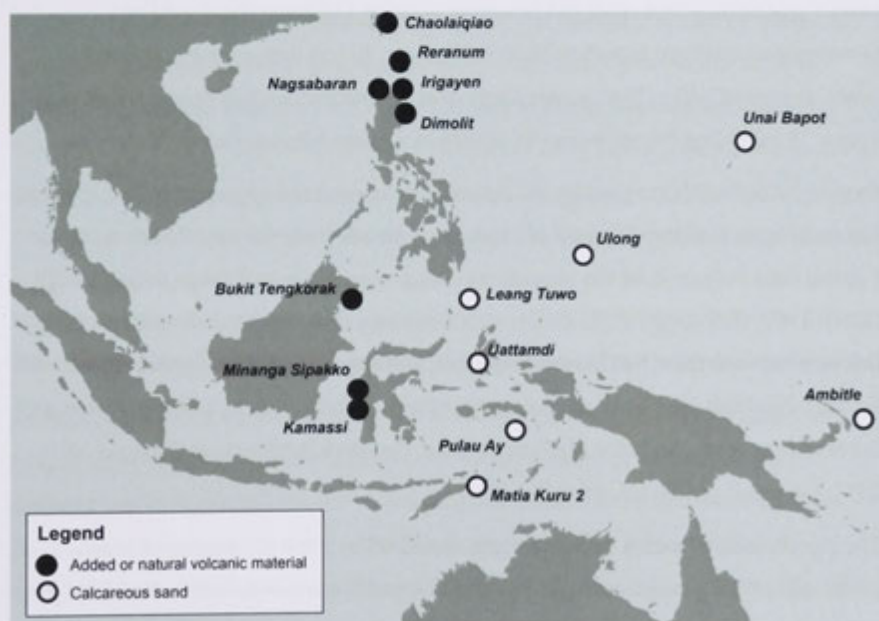 Chaolaiqiao
Reranum
Nagsabaran
Irigayen
Dimolit
Unai Bapot
Ulong
Bukit Tengkorak
Leang Tuwo
Uattamdi
Minanga Sipakko
Ambitle
Kamassi
Pulau Ay
Matia Kuru 2
Legend
Added or natural volcanic material
Calcareous sand